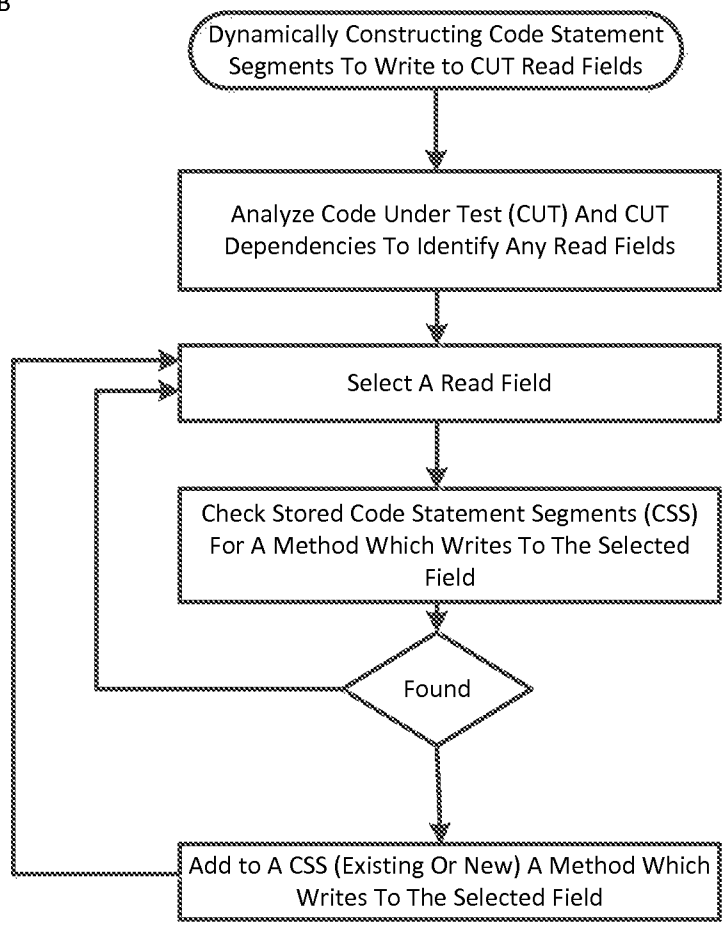 B
Dynamically Constructing Code Statement
Segments To Write to CUT Read Fields
Analyze Code Under Test (CUT) And CUT
Dependencies To Identify Any Read Fields
Select A Read Field
Check Stored Code Statement Segments (CSS)
For A Method Which Writes To The Selected
Field
Found
Add to A CSS (Existing Or New) A Method Which
Writes To The Selected Field